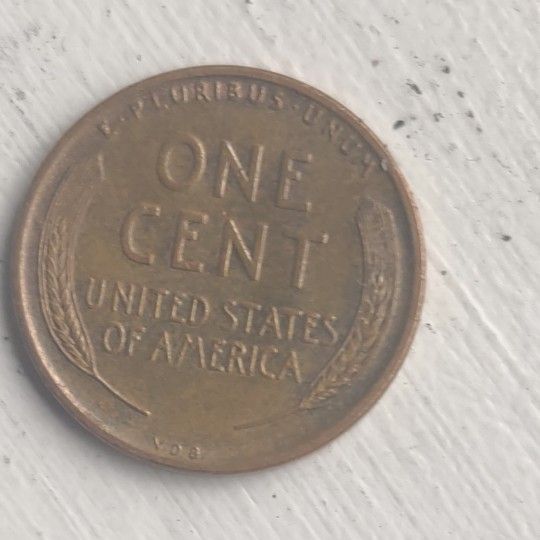 E·PLURIBUS·UNUM
ONE
CENT
UNITED STATES
OF AMERICA
V D B